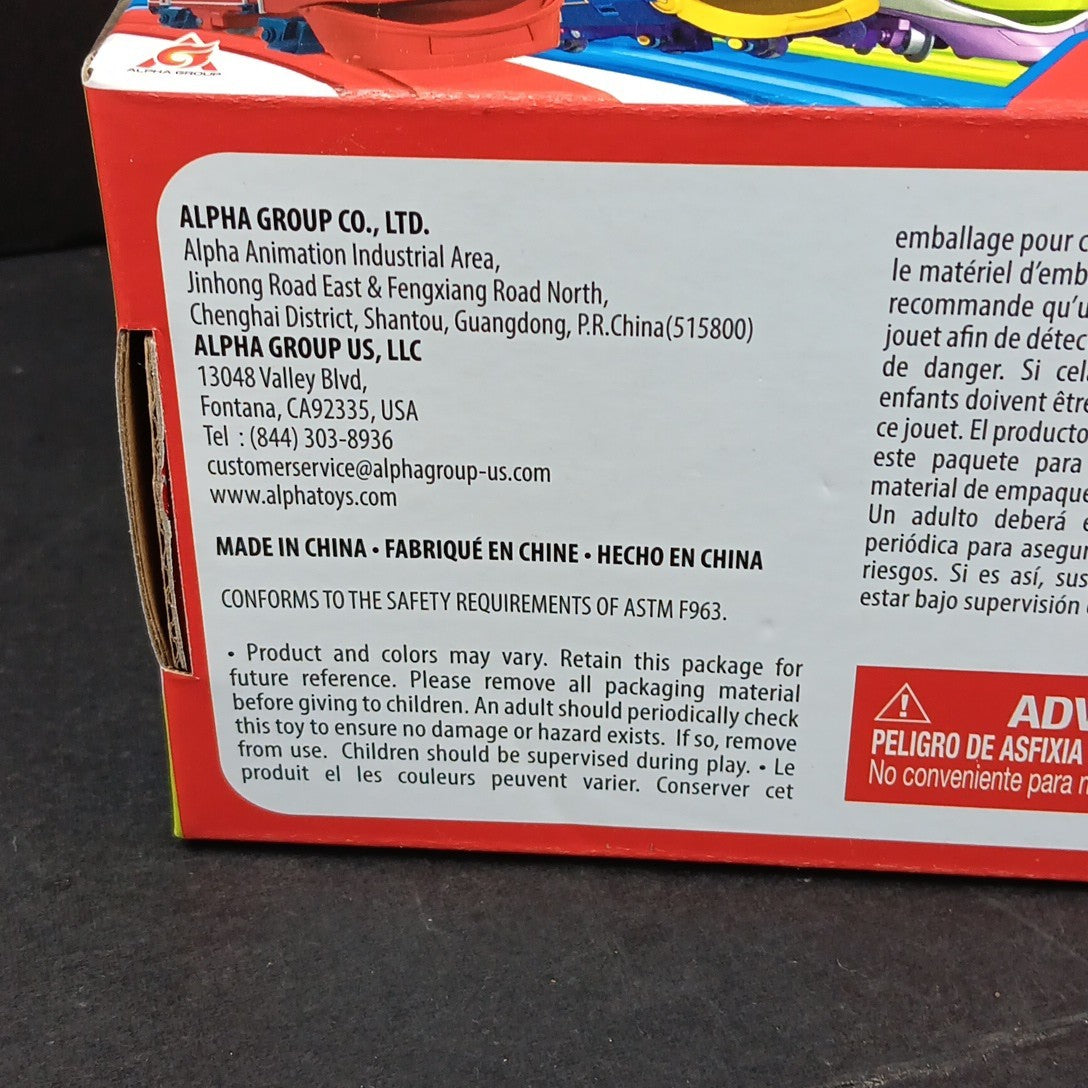 ALPHA GROUP
ALPHA GROUP CO., LTD.
Alpha Animation Industrial Area,
Jinhong Road East & Fengxiang Road North,
Chenghai District, Shantou, Guangdong, P.R.China(515800)
ALPHA GROUP US, LLC
13048 Valley Blvd,
Fontana, CA92335, USA
Tel : (844) 303-8936
customerservice@alphagroup-us.com
www.alphatoys.com
MADE IN CHINA • FABRIQUÉ EN CHINE • HECHO EN CHINA
CONFORMS TO THE SAFETY REQUIREMENTS OF ASTM F963.
• Product and colors may vary. Retain this package for
future reference. Please remove all packaging material
before giving to children. An adult should periodically check
this toy to ensure no damage or hazard exists. If so, remove
from use. Children should be supervised during play. • Le
produit el les couleurs peuvent varier. Conserver cet
emballage pour
le matériel d'emb
recommande qu'u
jouet afin de détec
de danger. Si cel
enfants doivent être
ce jouet. El producto
este paquete para
material de empaque
Un adulto deberá
periódica para asegur
riesgos. Si es así, sus
estar bajo supervisión
ADV
PELIGRO DE ASFIXIA
No conveniente para